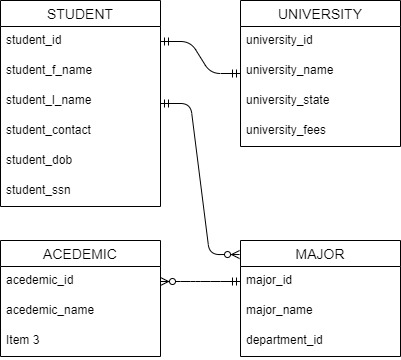 STUDENT
student_id
student_f_name
student_l_name
student_contact
student_dob
student_ssn
UNIVERSITY
university_id
university_name
university_state
university_fees
ACEDEMIC
acedemic_id
acedemic_name
Item 3
MAJOR
major_id
major_name
department_id